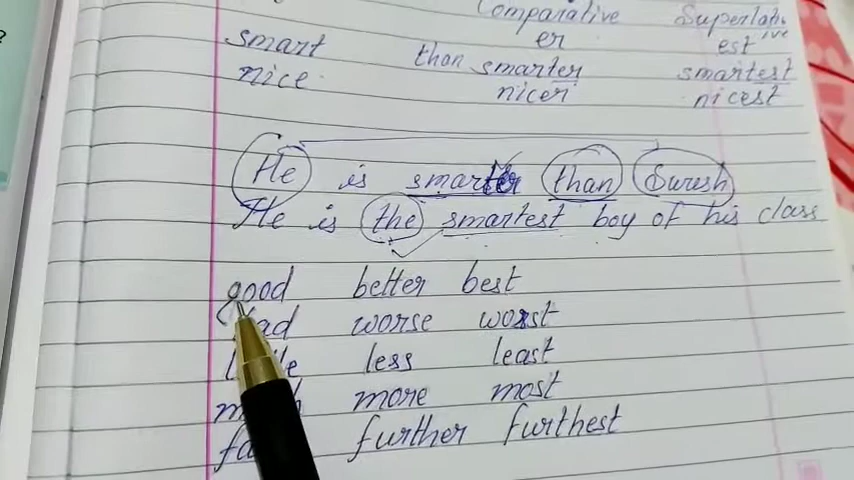 Comparative Superlative
er est
smart than smarter smartest
nice nicer nicest
He is smarter than Suresh
He is the smartest boy of his class
good better best
worse worst
less least
more most
further furthest